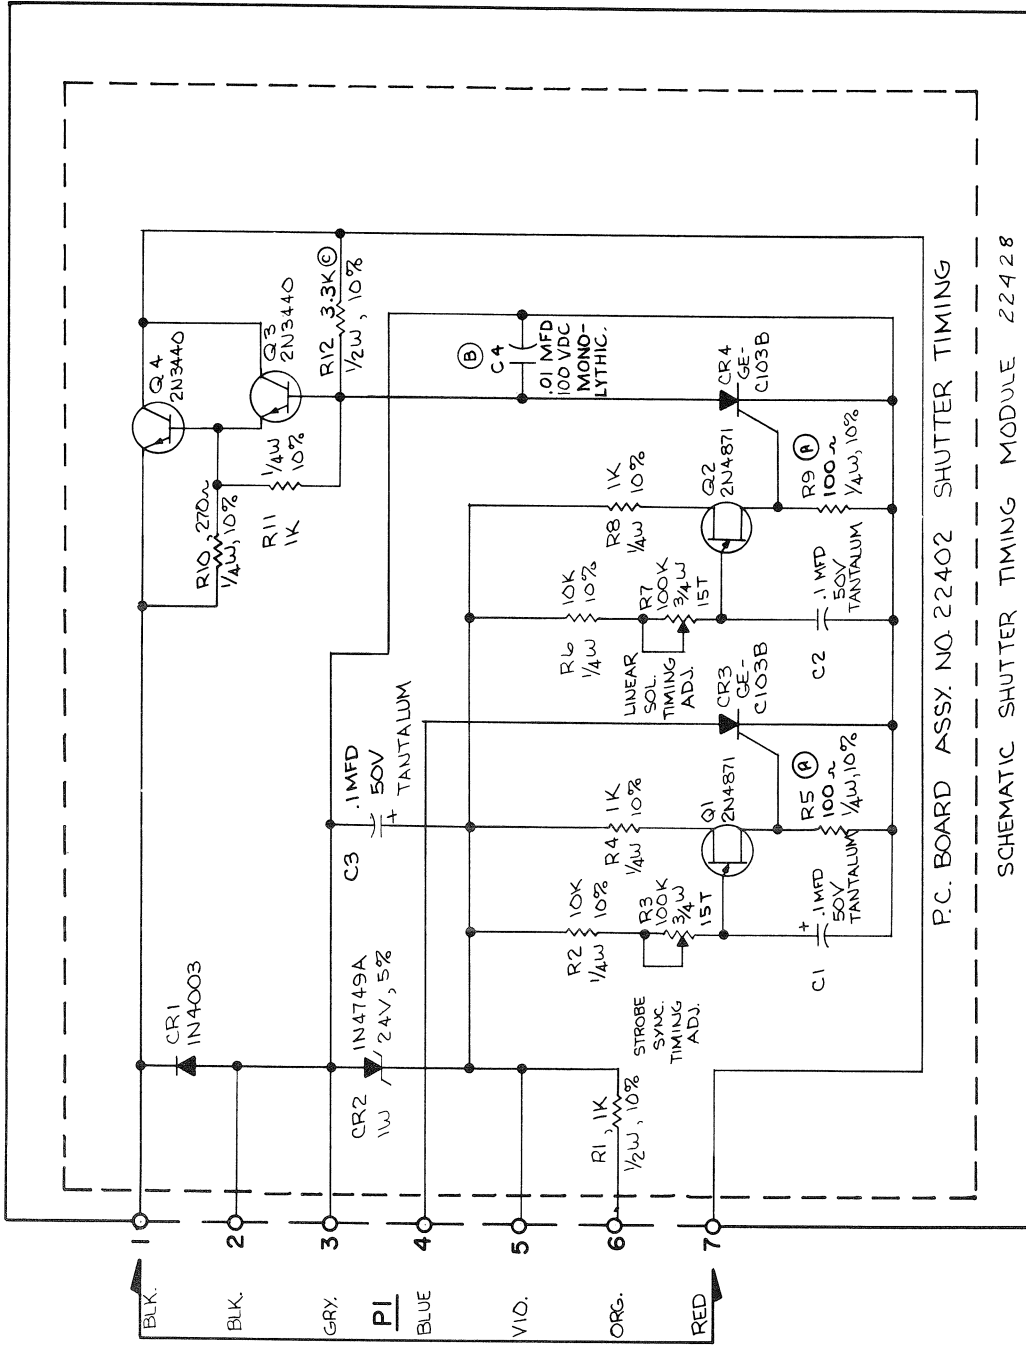 BLK.
BLK.
GRY.
P1
BLUE
VIO.
ORG.
RED
1
2
3
4
5
6
7
CR1
1N4003
CR2
1W
1N4749A
24V, 5%
R1, 1K
1/2W, 10%
C3
.1MFD
50V
TANTALUM
STROBE
SYNC.
TIMING
ADJ.
R2
1/4W
10K
10%
R3
100K
3/4W
15T
C1
+
.1MFD
50V
TANTALUM
R4
1/4W
1K
10%
Q1
2N4871
R5 (A)
100 Ω
1/4W, 10%
CR3
GE-
C103B
LINEAR
SOL.
TIMING
ADJ.
R6
1/4W
10K
10%
R7
100K
3/4W
15T
C2
.1MFD
50V
TANTALUM
R8
1/4W
1K
10%
Q2
2N4871
R9 (A)
100 Ω
1/4W, 10%
CR4
GE-
C103B
R10, 270Ω
1/4W, 10%
R11
1K
1/4W
10%
Q4
2N3440
Q3
2N3440
R12 3.3K (C)
1/2W, 10%
(B)
C4
.01 MFD
100 VDC
MONO-
LYTHIC.
+
P.C. BOARD ASSY. NO. 22402 SHUTTER TIMING
SCHEMATIC SHUTTER TIMING MODULE 22428